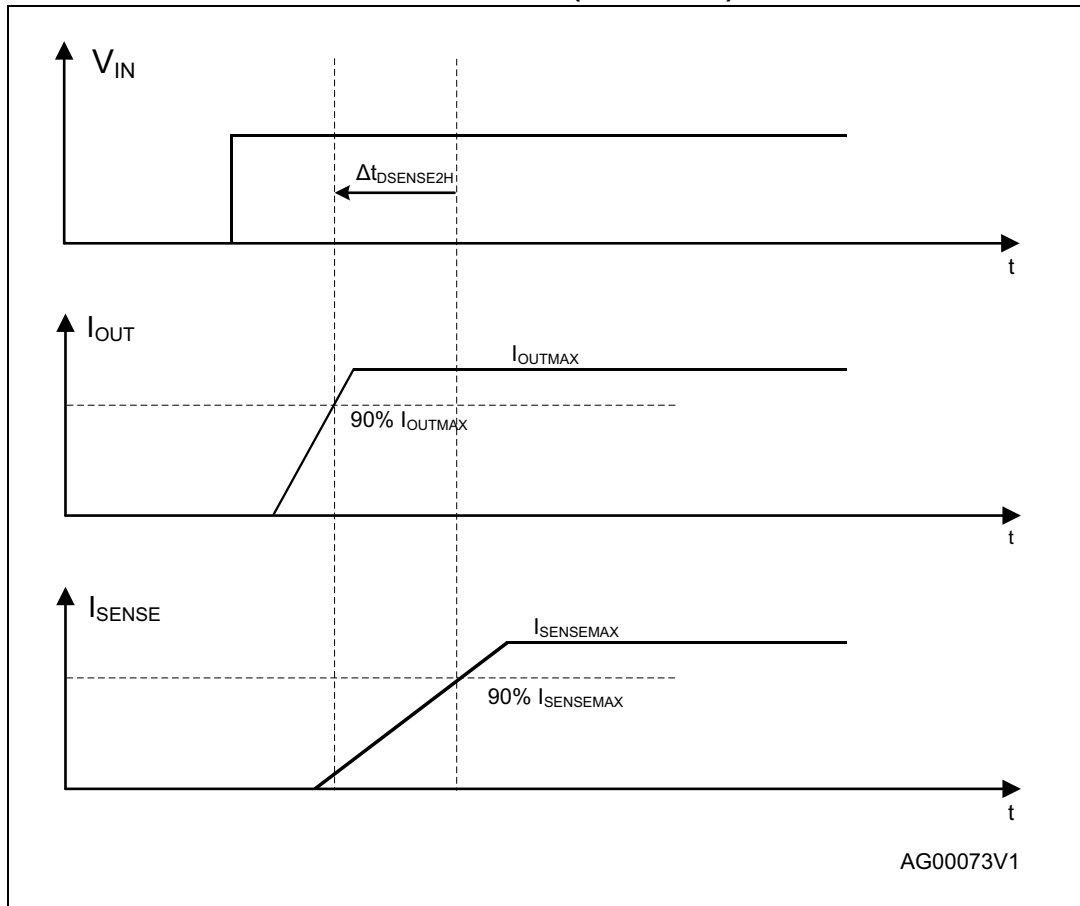 V_IN
Δt_DSENSE2H
t
I_OUT
I_OUTMAX
90% I_OUTMAX
t
I_SENSE
I_SENSEMAX
90% I_SENSEMAX
t
AG00073V1